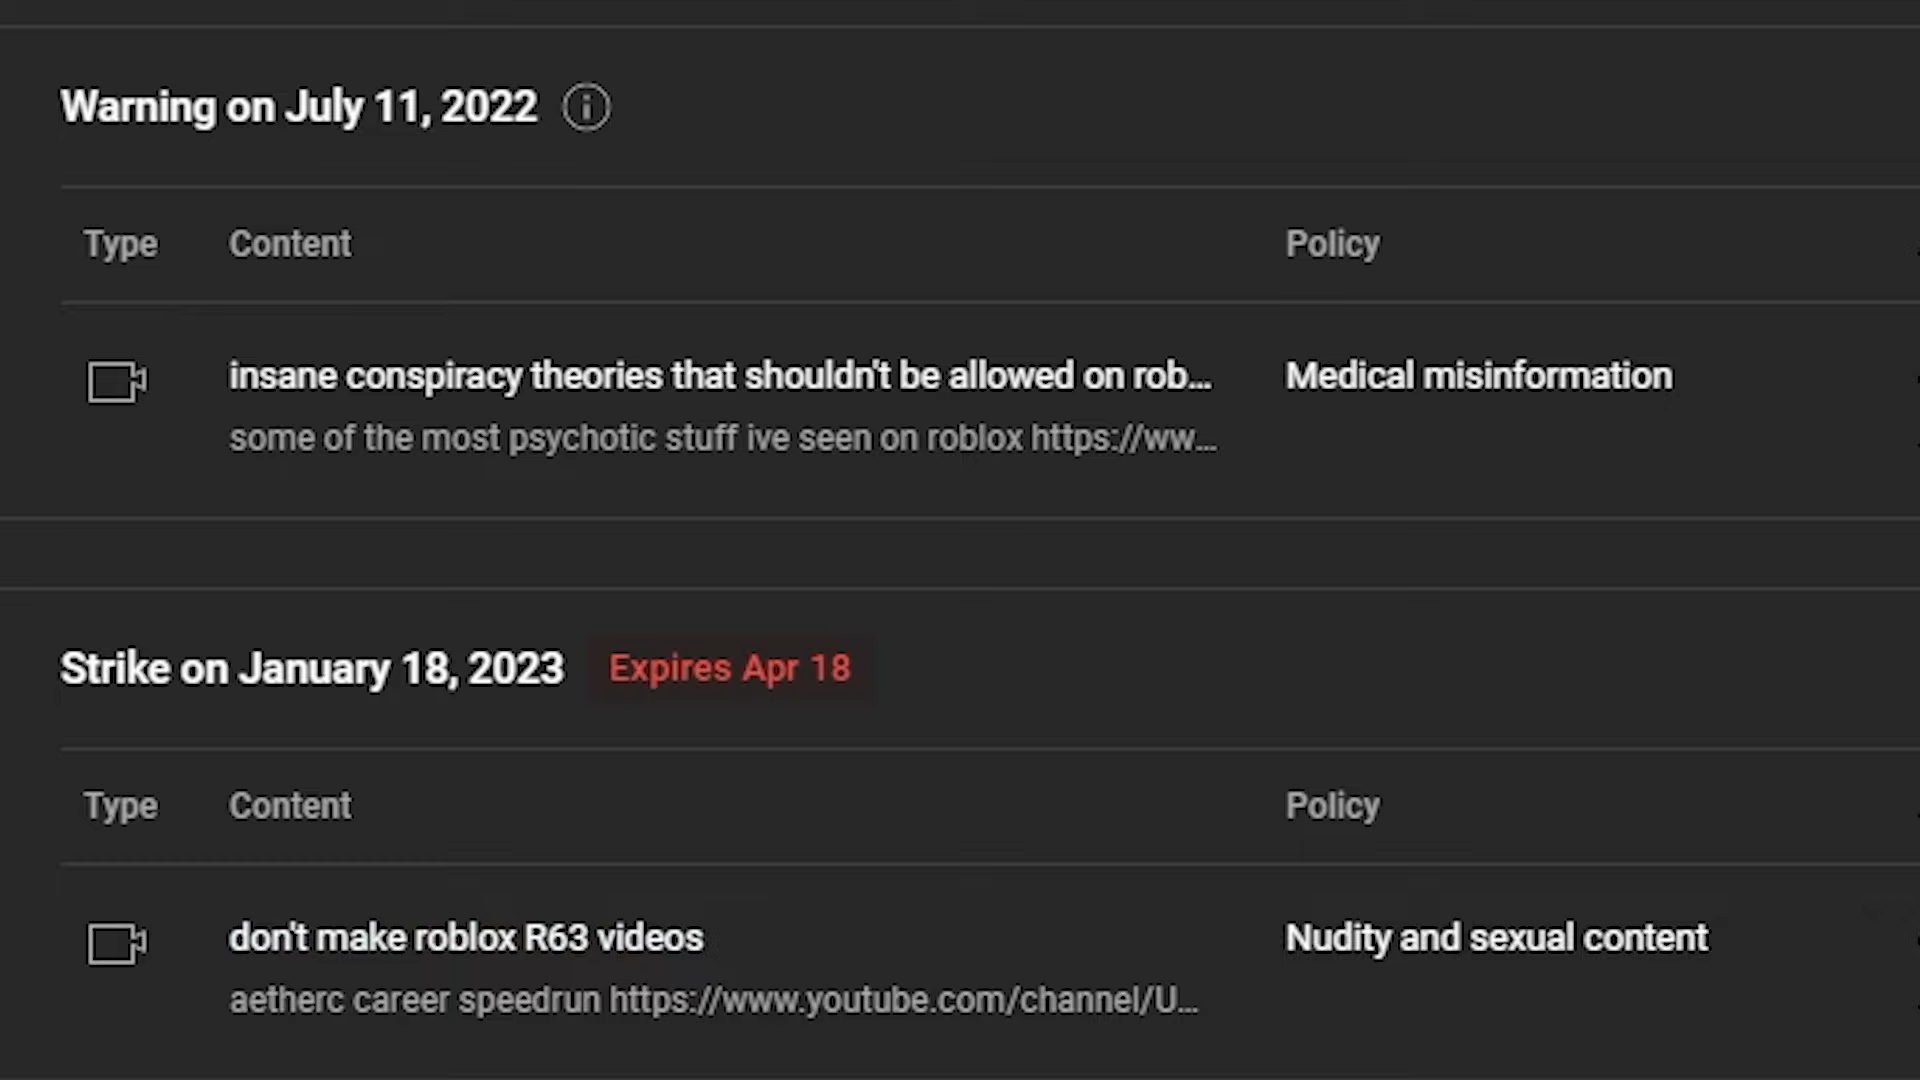 Warning on July 11, 2022
Type Content Policy
insane conspiracy theories that shouldn't be allowed on rob... Medical misinformation
some of the most psychotic stuff ive seen on roblox https://ww...
Strike on January 18, 2023 Expires Apr 18
Type Content Policy
don't make roblox R63 videos Nudity and sexual content
aetherc career speedrun https://www.youtube.com/channel/U...